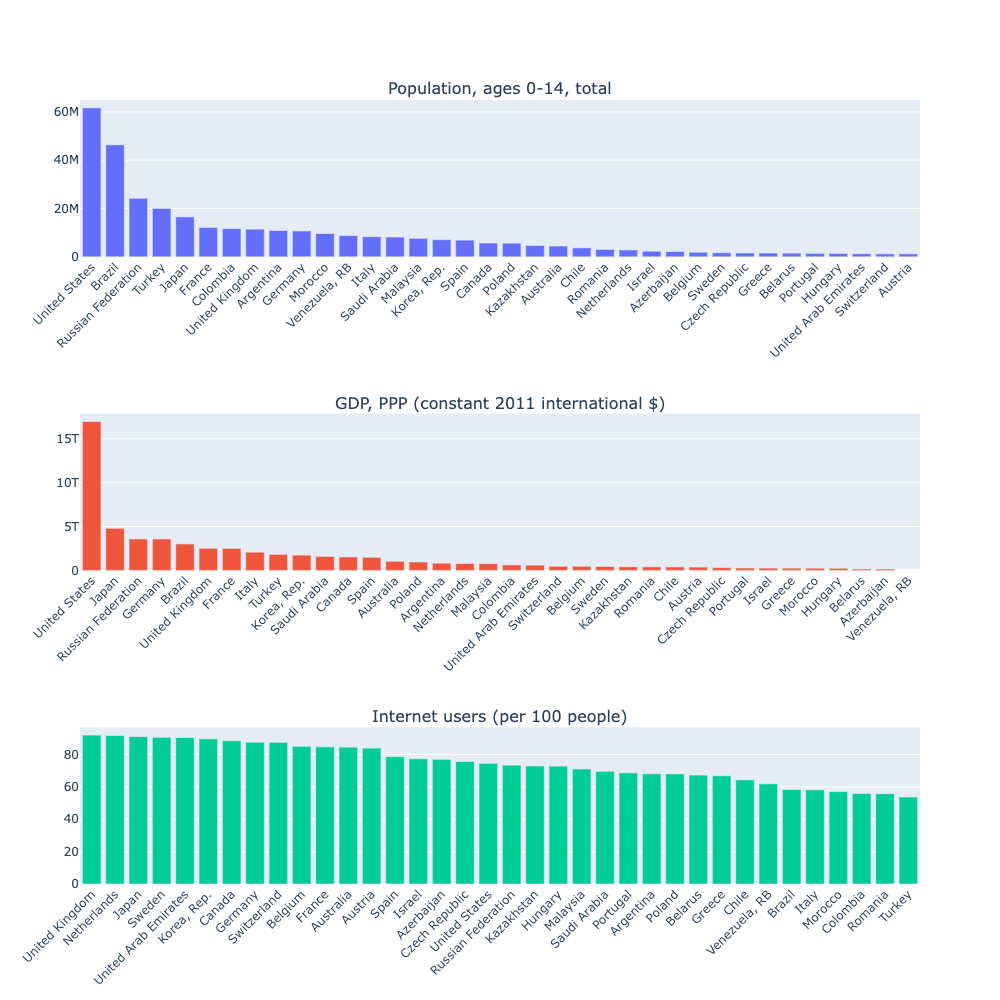 Population, ages 0-14, total
60M
40M
20M
0
United States
Brazil
Russian Federation
Turkey
Japan
France
Colombia
United Kingdom
Argentina
Germany
Morocco
Venezuela, RB
Italy
Saudi Arabia
Malaysia
Korea, Rep.
Spain
Canada
Poland
Kazakhstan
Australia
Chile
Romania
Netherlands
Israel
Azerbaijan
Belgium
Sweden
Czech Republic
Greece
Belarus
Portugal
Hungary
United Arab Emirates
Switzerland
Austria
GDP, PPP (constant 2011 international $)
15T
10T
5T
0
United States
Japan
Russian Federation
Germany
Brazil
United Kingdom
France
Italy
Turkey
Korea, Rep.
Saudi Arabia
Canada
Spain
Australia
Poland
Argentina
Netherlands
Malaysia
Colombia
United Arab Emirates
Switzerland
Belgium
Sweden
Kazakhstan
Romania
Chile
Austria
Czech Republic
Portugal
Israel
Greece
Morocco
Hungary
Belarus
Azerbaijan
Venezuela, RB
Internet users (per 100 people)
80
60
40
20
0
United Kingdom
Netherlands
Japan
Sweden
United Arab Emirates
Korea, Rep.
Canada
Germany
Switzerland
Belgium
France
Australia
Austria
Spain
Israel
Azerbaijan
Czech Republic
United States
Russian Federation
Kazakhstan
Hungary
Malaysia
Saudi Arabia
Portugal
Argentina
Poland
Belarus
Greece
Chile
Venezuela, RB
Brazil
Italy
Morocco
Colombia
Romania
Turkey